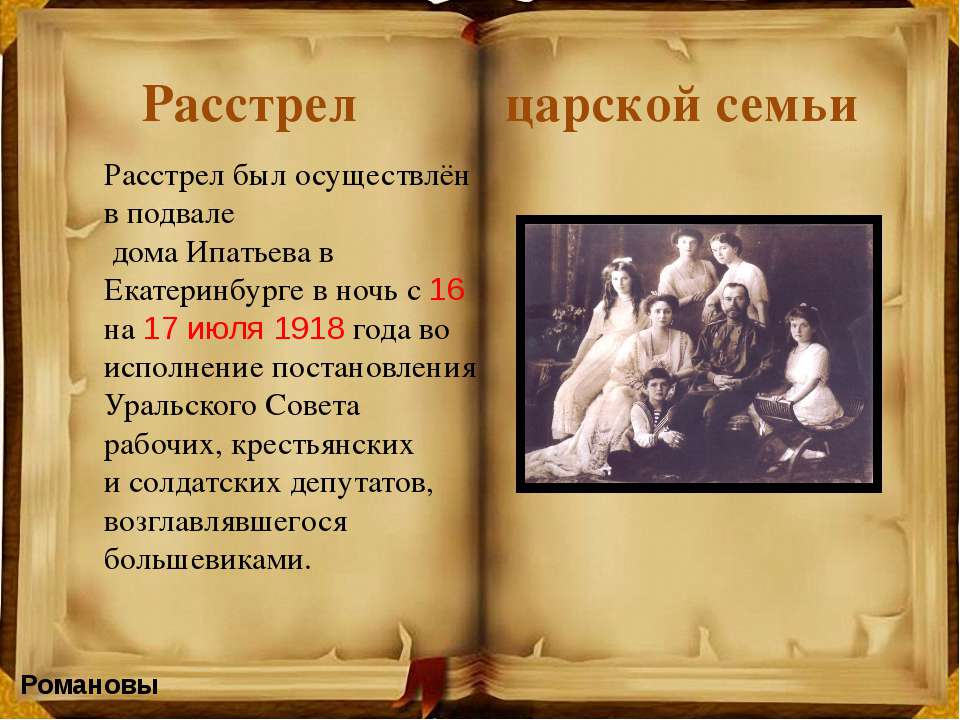 Расстрел царской семьи
Расстрел был осуществлён
в подвале
дома Ипатьева в
Екатеринбурге в ночь с 16
на 17 июля 1918 года во
исполнение постановления
Уральского Совета
рабочих, крестьянских
и солдатских депутатов,
возглавлявшегося
большевиками.
Романовы